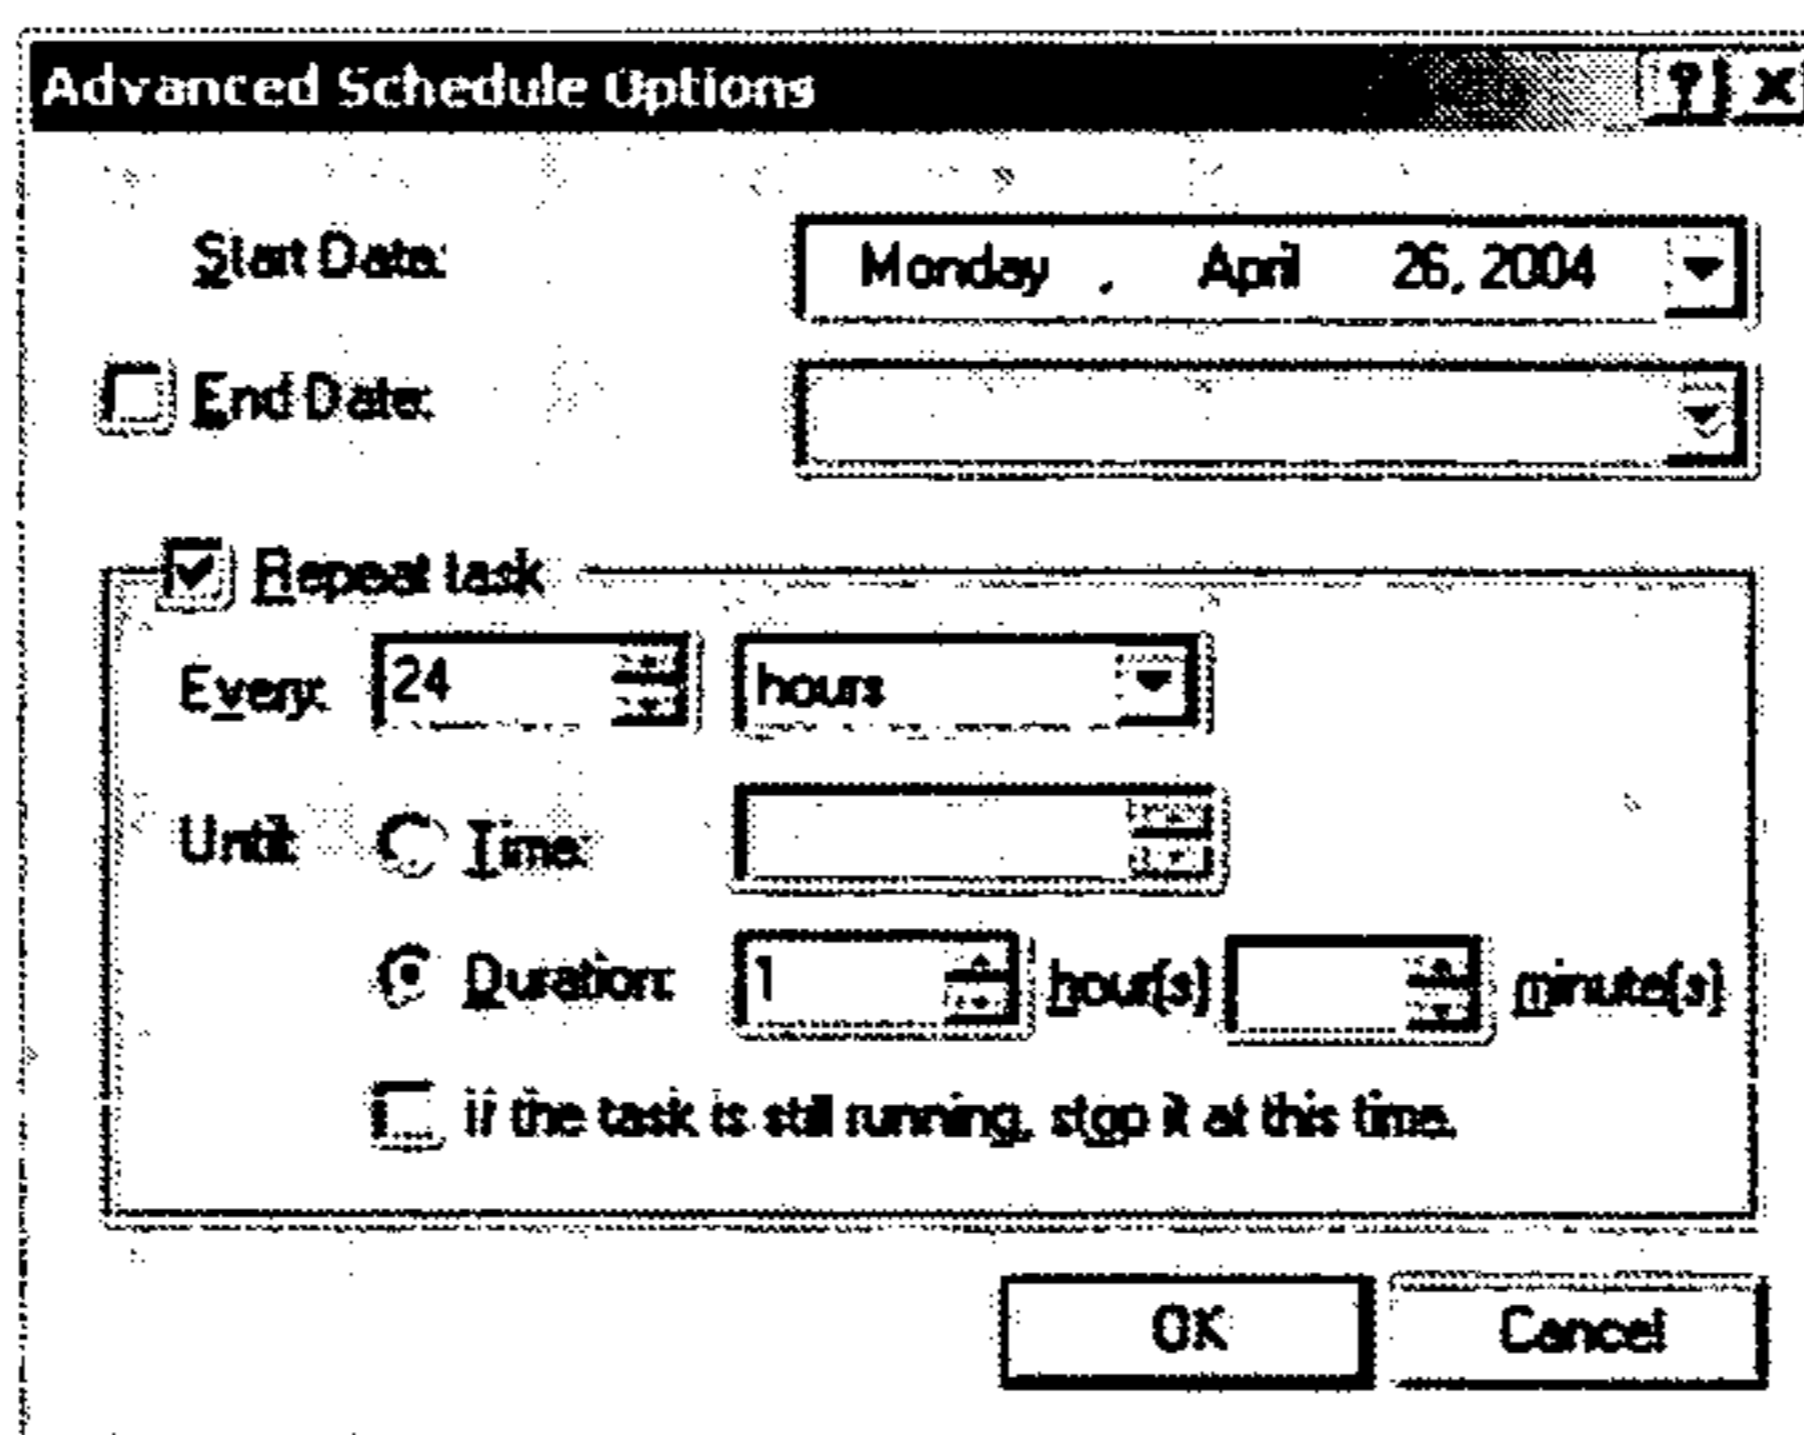 Advanced Schedule Options
Start Date: Monday , April 26, 2004
End Date:
Repeat task
Every: 24 hours
Until: Time:
Duration: 1 hour(s) minute(s)
If the task is still running, stop it at this time.
OK Cancel